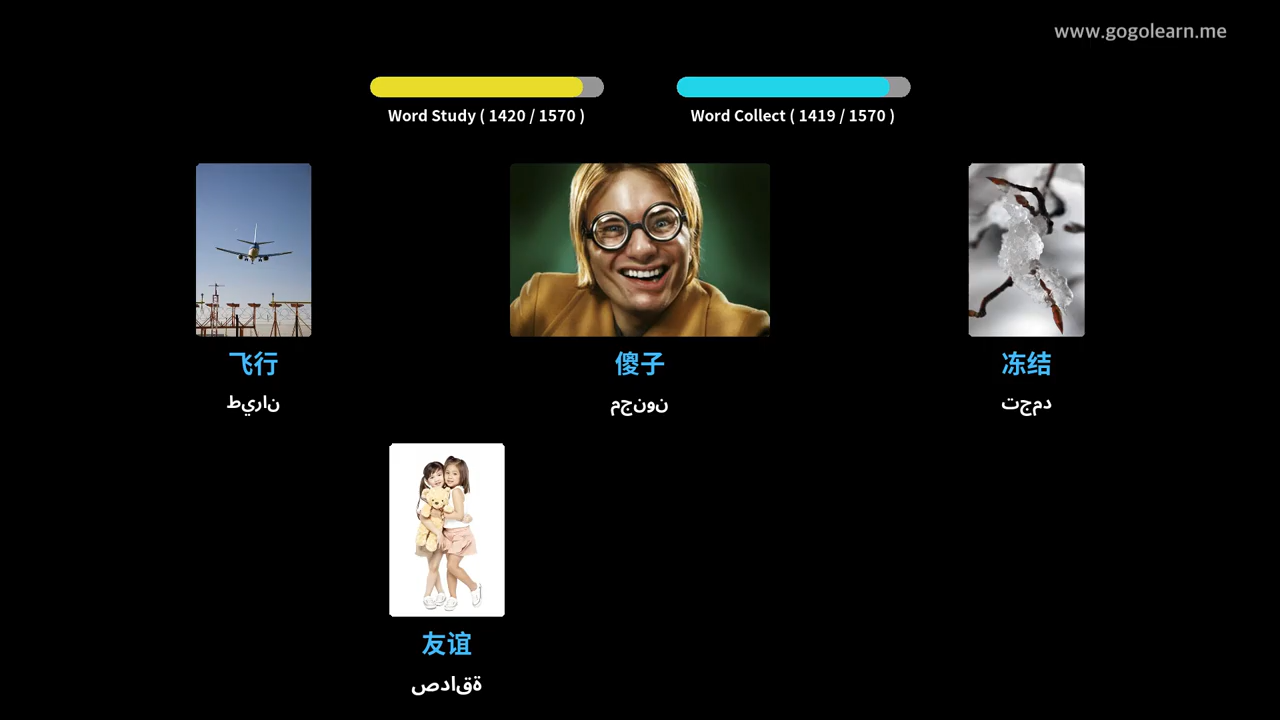 www.gogolearn.me
Word Study ( 1420 / 1570 )
Word Collect ( 1419 / 1570 )
飞行
طيران
傻子
مجنون
冻结
تجمد
友谊
صداقة